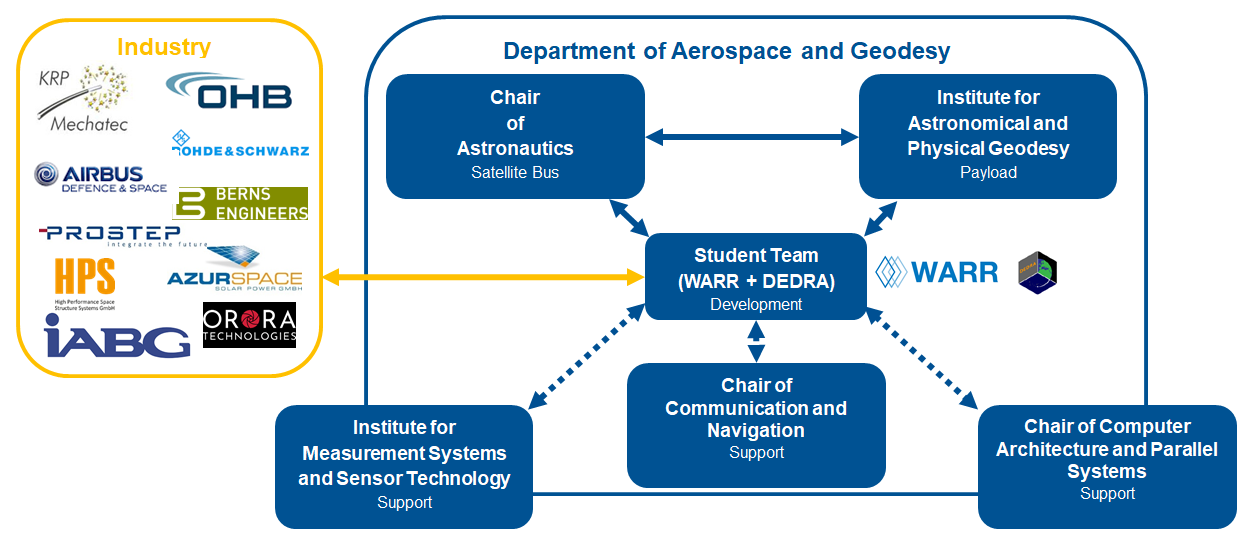 Industry
KRP
Mechatec
OHB
ROHDE & SCHWARZ
AIRBUS
DEFENCE & SPACE
BERNS
ENGINEERS
PROSTEP
integrate the future
HPS
High Performance Space
Structure Systems GmbH
AZURSPACE
SOLAR POWER GMBH
iABG
ORORA
TECHNOLOGIES
Department of Aerospace and Geodesy
Chair
of
Astronautics
Satellite Bus
Institute for
Astronomical and
Physical Geodesy
Payload
Student Team
(WARR + DEDRA)
Development
WARR
Institute for
Measurement Systems
and Sensor Technology
Support
Chair of
Communication and
Navigation
Support
Chair of Computer
Architecture and Parallel
Systems
Support